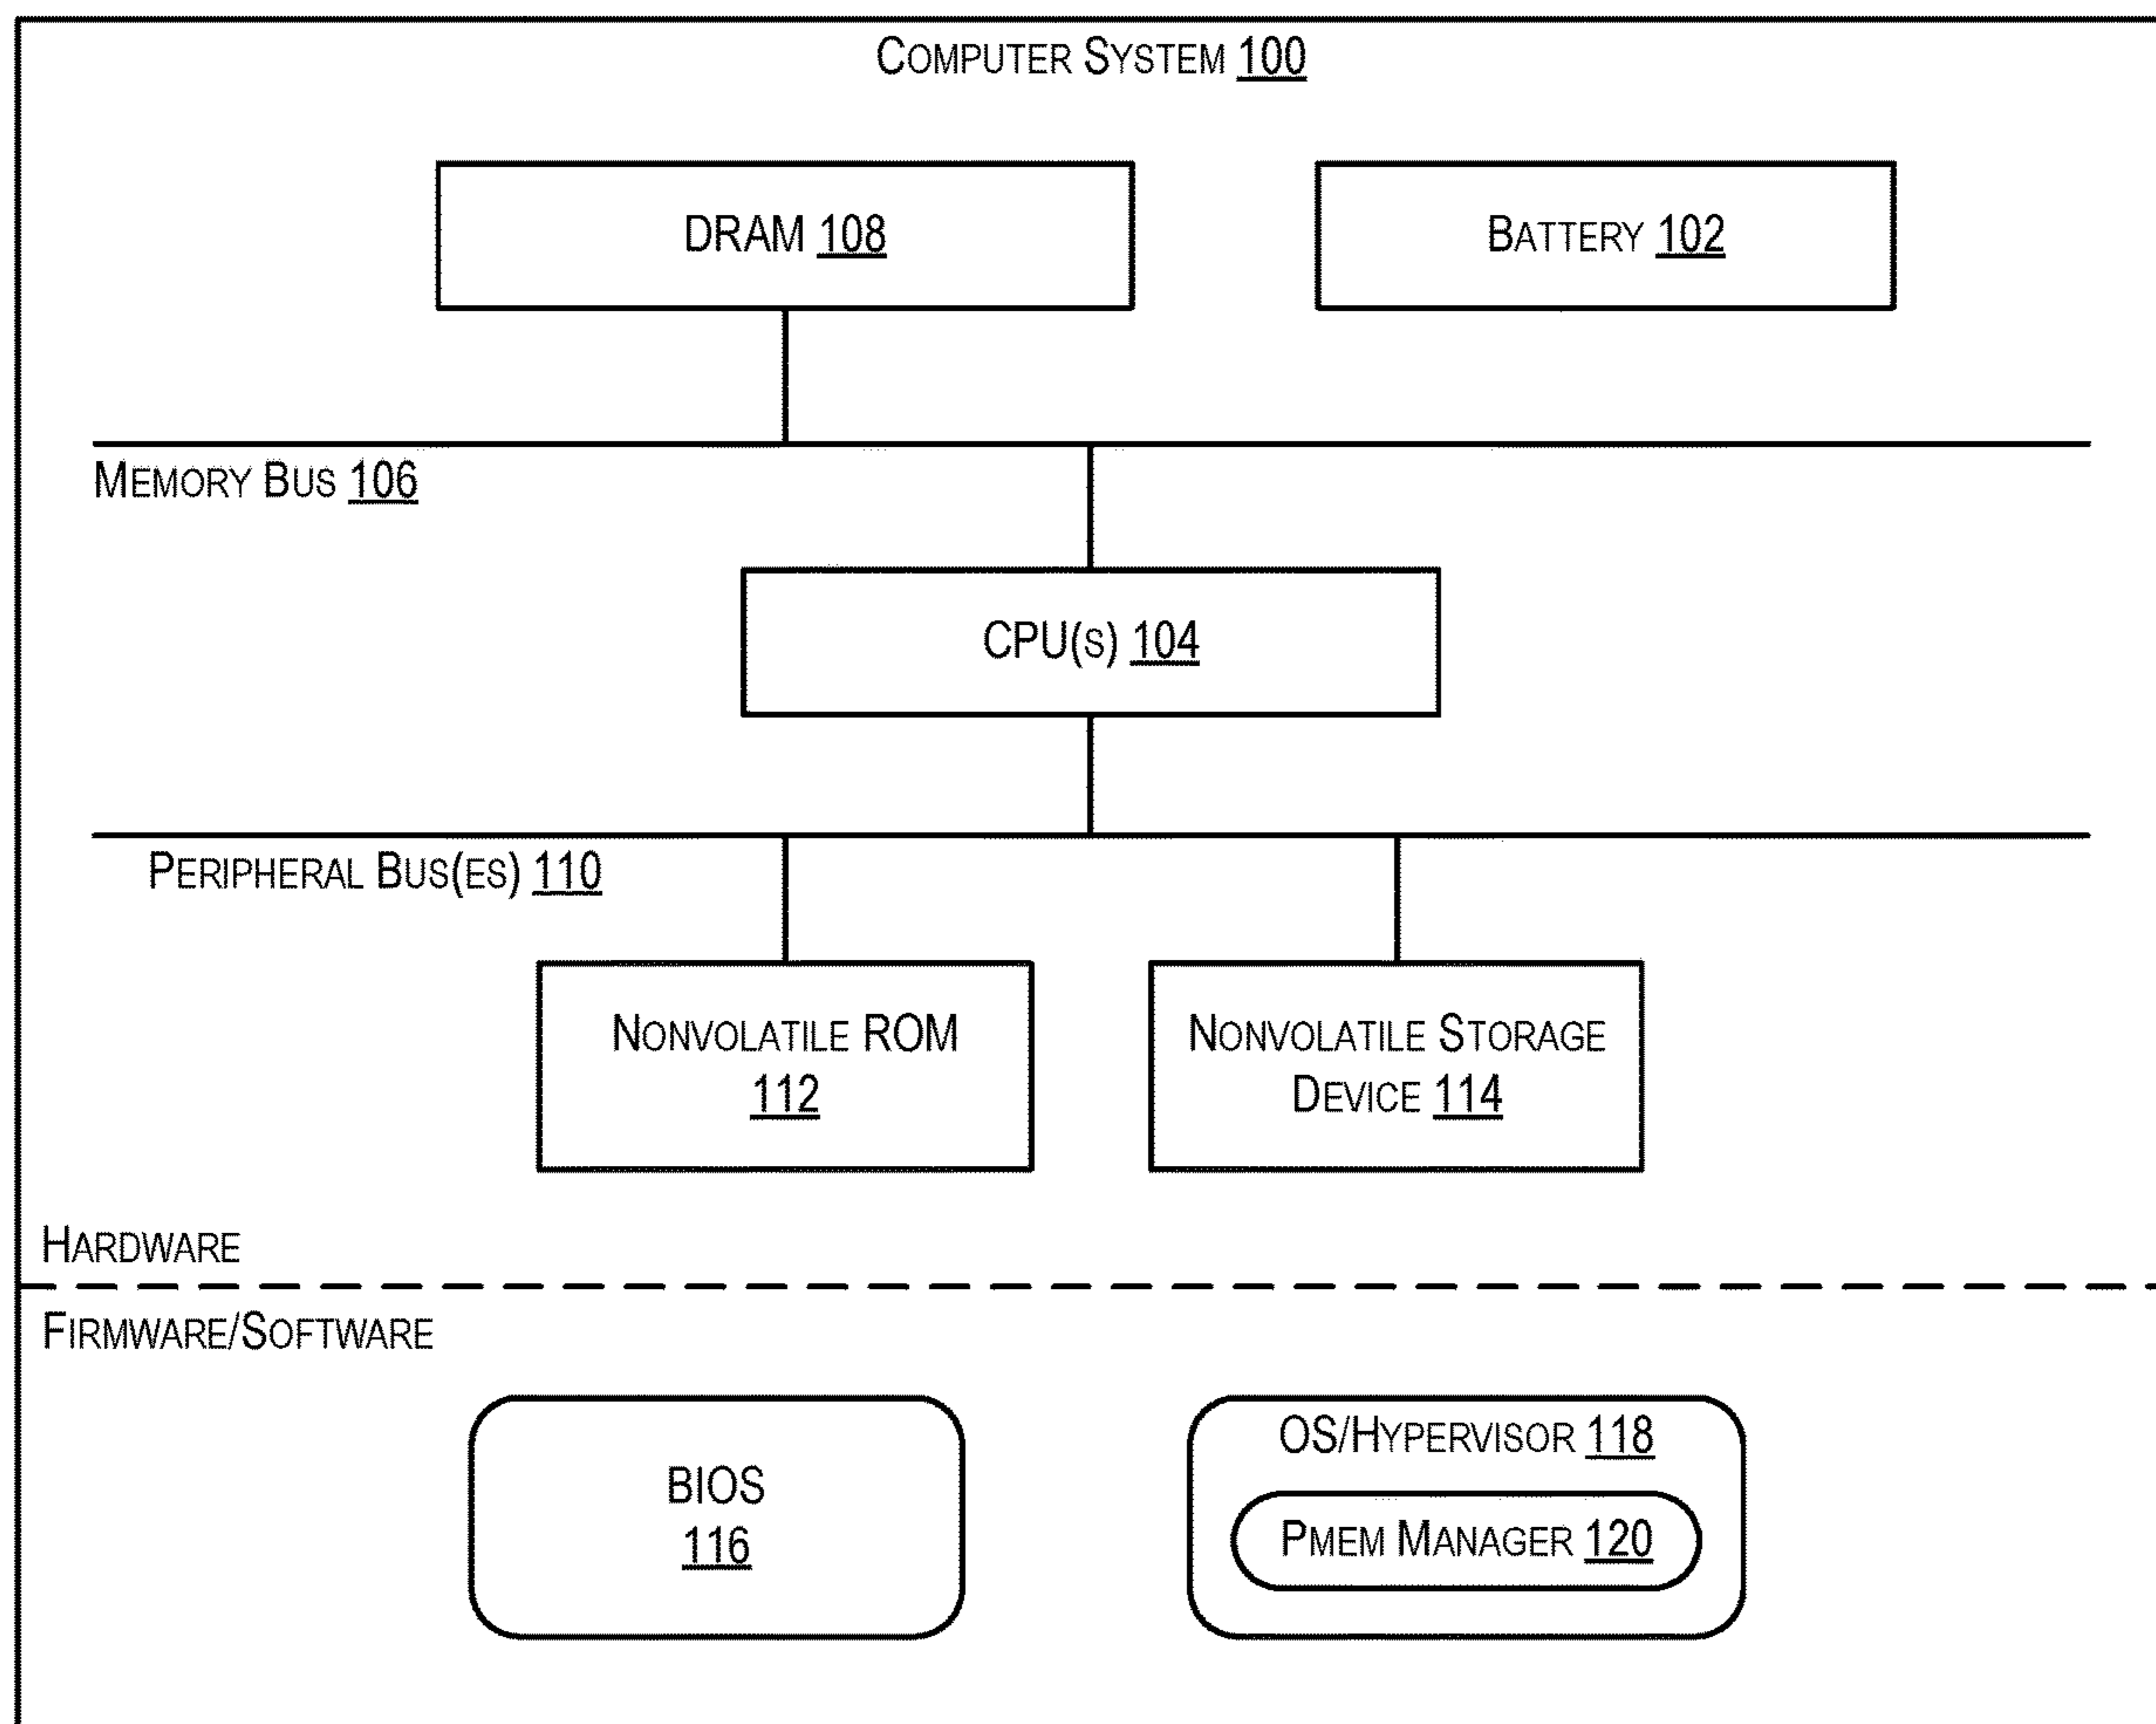 Computer System 100
DRAM 108
Battery 102
Memory Bus 106
CPU(s) 104
Peripheral Bus(es) 110
Nonvolatile ROM
112
Nonvolatile Storage
Device 114
Hardware
Firmware/Software
BIOS
116
OS/Hypervisor 118
Pmem Manager 120